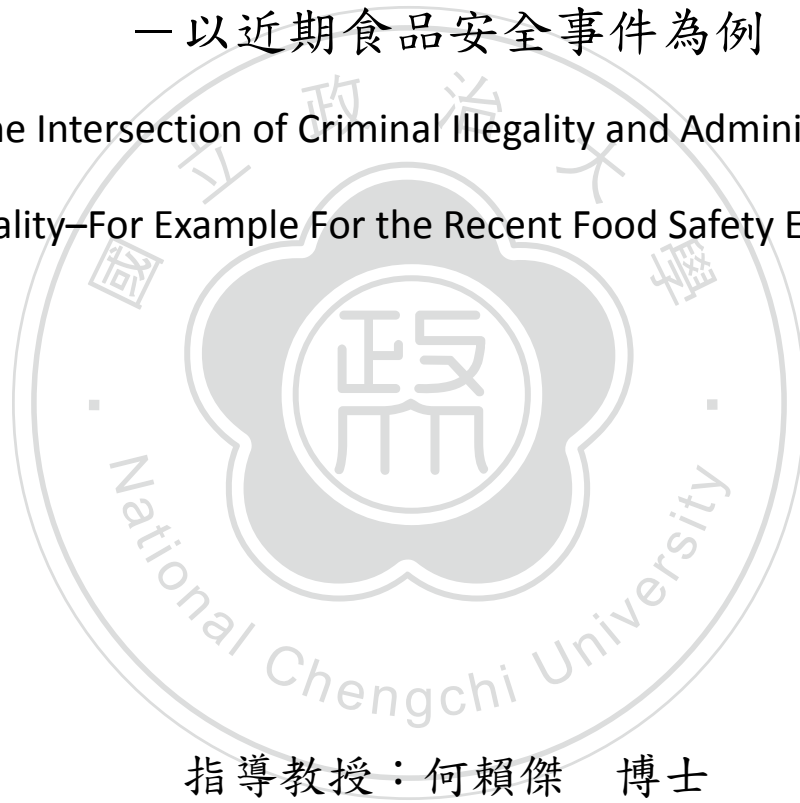 －以近期食品安全事件為例
he Intersection of Criminal Illegality and Admini
ality–For Example For the Recent Food Safety E
國立政治大學
政大
National Chengchi University
指導教授：何賴傑　博士